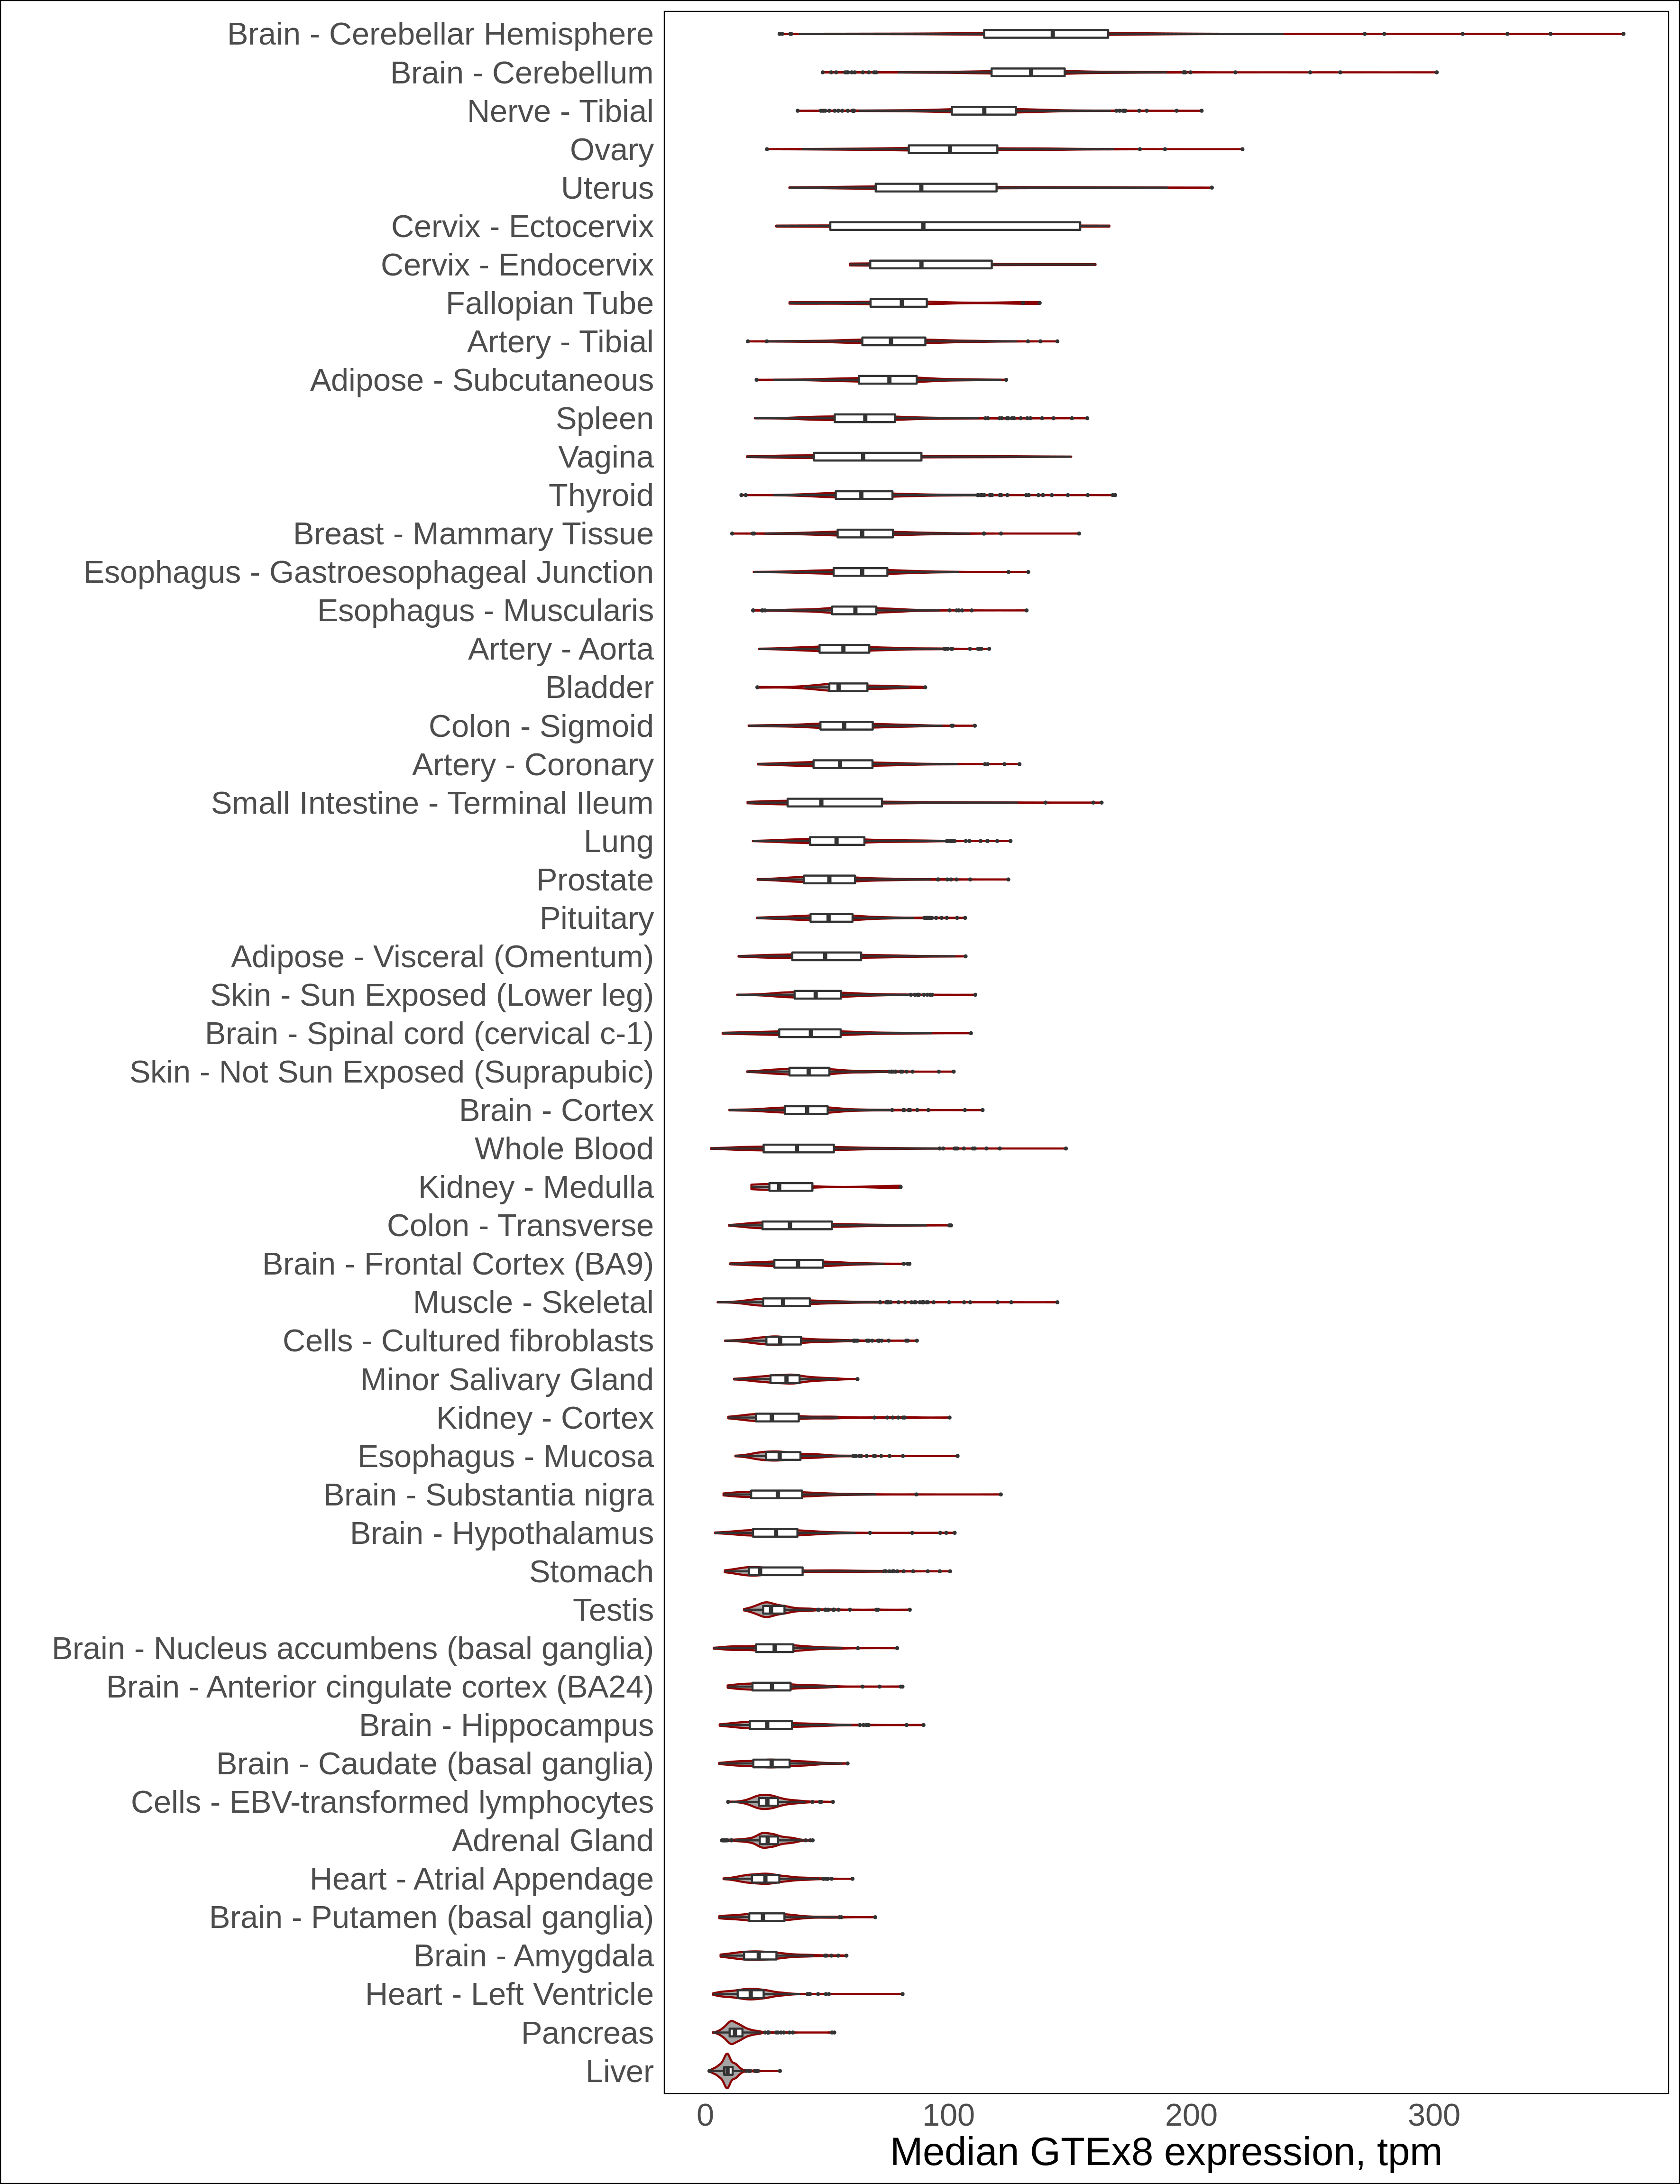 Brain - Cerebellar Hemisphere
Brain - Cerebellum
Nerve - Tibial
Ovary
Uterus
Cervix - Ectocervix
Cervix - Endocervix
Fallopian Tube
Artery - Tibial
Adipose - Subcutaneous
Spleen
Vagina
Thyroid
Breast - Mammary Tissue
Esophagus - Gastroesophageal Junction
Esophagus - Muscularis
Artery - Aorta
Bladder
Colon - Sigmoid
Artery - Coronary
Small Intestine - Terminal Ileum
Lung
Prostate
Pituitary
Adipose - Visceral (Omentum)
Skin - Sun Exposed (Lower leg)
Brain - Spinal cord (cervical c-1)
Skin - Not Sun Exposed (Suprapubic)
Brain - Cortex
Whole Blood
Kidney - Medulla
Colon - Transverse
Brain - Frontal Cortex (BA9)
Muscle - Skeletal
Cells - Cultured fibroblasts
Minor Salivary Gland
Kidney - Cortex
Esophagus - Mucosa
Brain - Substantia nigra
Brain - Hypothalamus
Stomach
Testis
Brain - Nucleus accumbens (basal ganglia)
Brain - Anterior cingulate cortex (BA24)
Brain - Hippocampus
Brain - Caudate (basal ganglia)
Cells - EBV-transformed lymphocytes
Adrenal Gland
Heart - Atrial Appendage
Brain - Putamen (basal ganglia)
Brain - Amygdala
Heart - Left Ventricle
Pancreas
Liver
0 100 200 300
Median GTEx8 expression, tpm